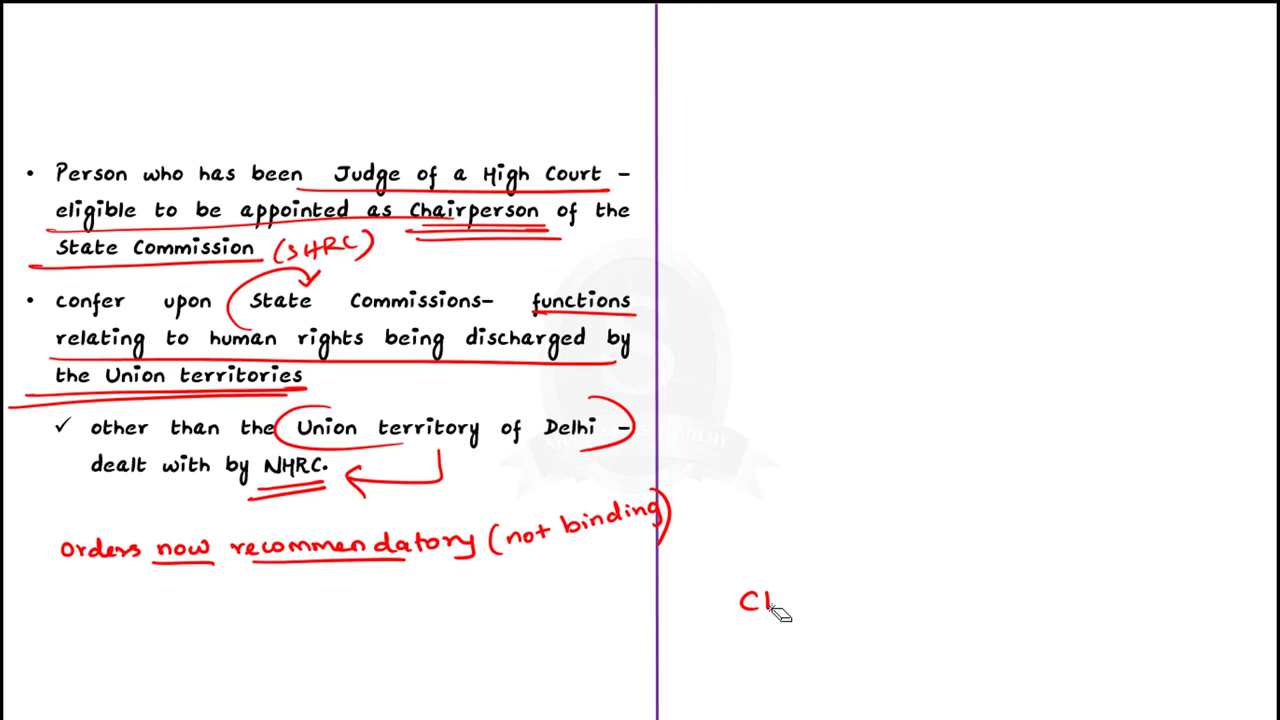 • Person who has been Judge of a High Court –
eligible to be appointed as Chairperson of the
State Commission (SHRC)
• confer upon State Commissions– functions
relating to human rights being discharged by
the Union territories
✓ other than the Union territory of Delhi –
dealt with by NHRC.
orders now recommendatory (not binding)